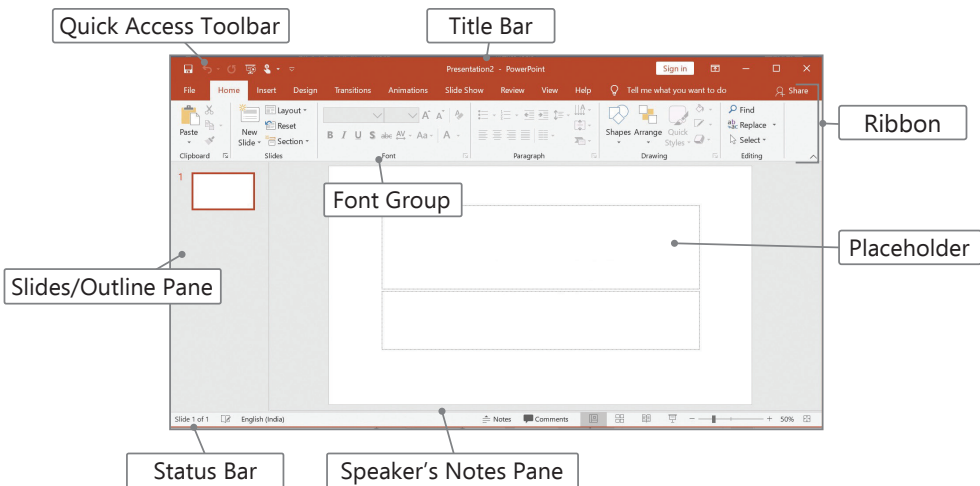 Quick Access Toolbar
Title Bar
Presentation2 - PowerPoint
Sign in
File Home Insert Design Transitions Animations Slide Show Review View Help Tell me what you want to do Share
Ribbon
Paste
New Slide
Layout
Reset
Section
B I U S abc AV Aa A
A A
Shapes Arrange Quick Styles
Find
Replace
Select
Clipboard Slides Font Paragraph Drawing Editing
1
Font Group
Placeholder
Slides/Outline Pane
Slide 1 of 1 English (India) Notes Comments 50%
Status Bar
Speaker's Notes Pane